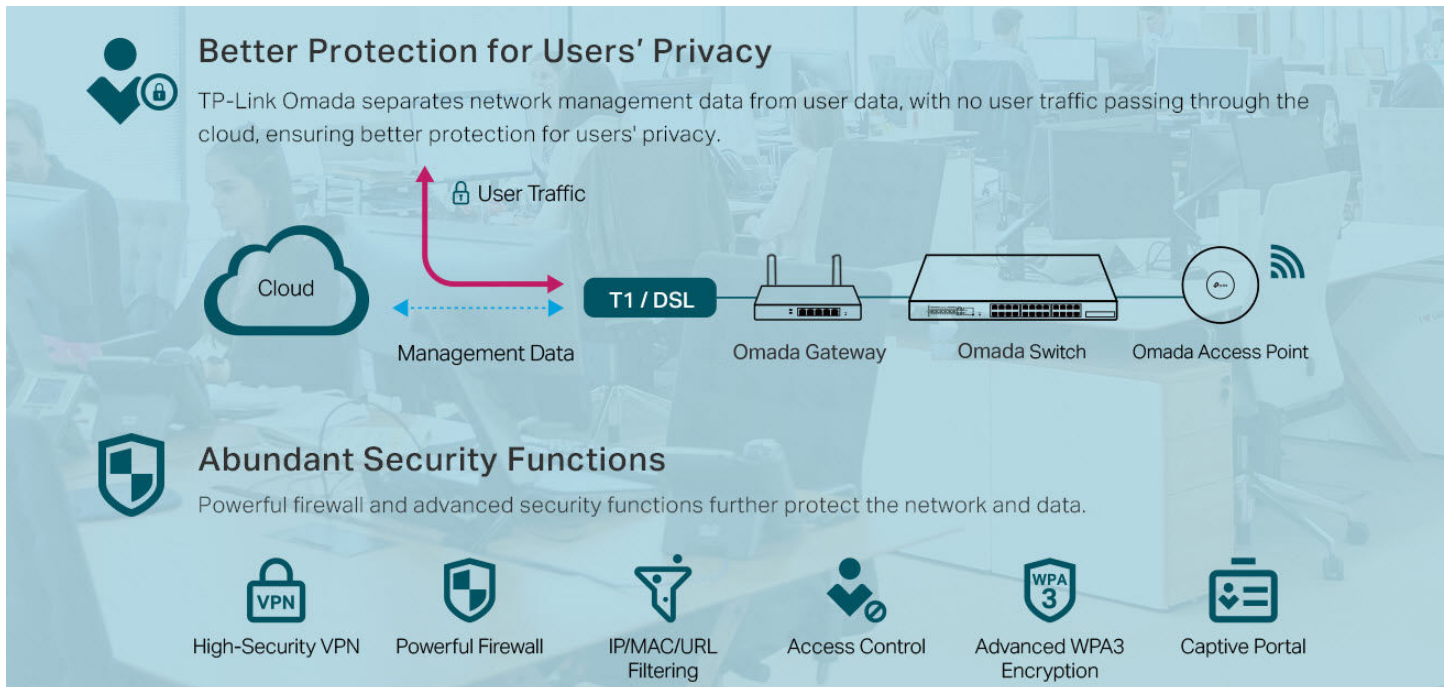 Better Protection for Users' Privacy
TP-Link Omada separates network management data from user data, with no user traffic passing through the
cloud, ensuring better protection for users' privacy.
User Traffic
Cloud
T1 / DSL
Management Data
Omada Gateway
Omada Switch
Omada Access Point
Abundant Security Functions
Powerful firewall and advanced security functions further protect the network and data.
VPN
WPA
3
High-Security VPN
Powerful Firewall
IP/MAC/URL
Filtering
Access Control
Advanced WPA3
Encryption
Captive Portal